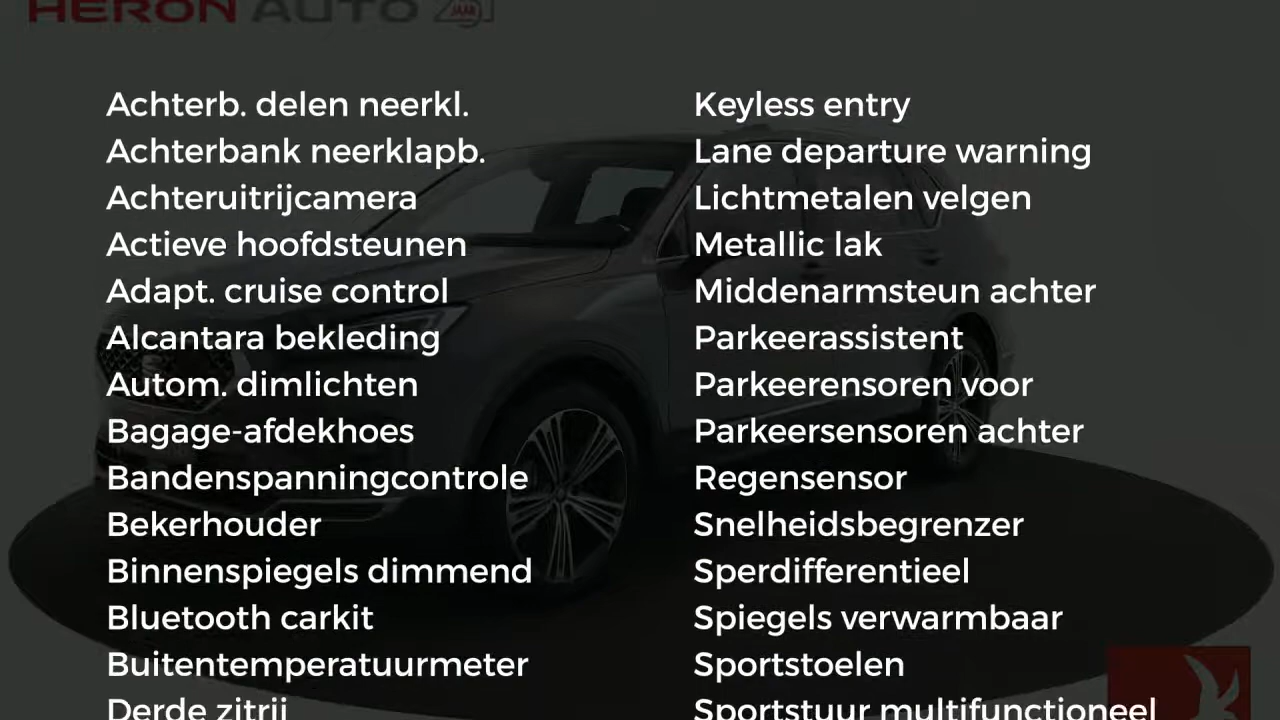 HERON AUTO
JAAR
Achterb. delen neerkl.
Achterbank neerklapb.
Achteruitrijcamera
Actieve hoofdsteunen
Adapt. cruise control
Alcantara bekleding
Autom. dimlichten
Bagage-afdekhoes
Bandenspanningcontrole
Bekerhouder
Binnenspiegels dimmend
Bluetooth carkit
Buitentemperatuurmeter
Derde zitrij
Keyless entry
Lane departure warning
Lichtmetalen velgen
Metallic lak
Middenarmsteun achter
Parkeerassistent
Parkeerensoren voor
Parkeersensoren achter
Regensensor
Snelheidsbegrenzer
Sperdifferentieel
Spiegels verwarmbaar
Sportstoelen
Sportstuur multifunctioneel